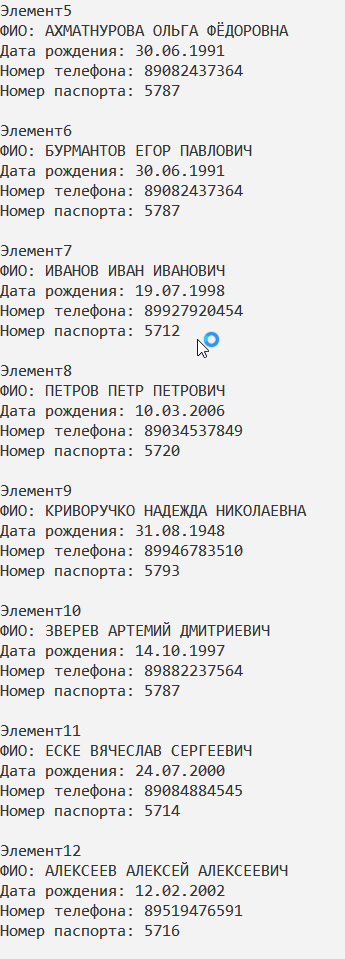 Элемент5
ФИО: АХМАТНУРОВА ОЛЬГА ФЁДОРОВНА
Дата рождения: 30.06.1991
Номер телефона: 89082437364
Номер паспорта: 5787
Элемент6
ФИО: БУРМАНТОВ ЕГОР ПАВЛОВИЧ
Дата рождения: 30.06.1991
Номер телефона: 89082437364
Номер паспорта: 5787
Элемент7
ФИО: ИВАНОВ ИВАН ИВАНОВИЧ
Дата рождения: 19.07.1998
Номер телефона: 89927920454
Номер паспорта: 5712
Элемент8
ФИО: ПЕТРОВ ПЕТР ПЕТРОВИЧ
Дата рождения: 10.03.2006
Номер телефона: 89034537849
Номер паспорта: 5720
Элемент9
ФИО: КРИВОРУЧКО НАДЕЖДА НИКОЛАЕВНА
Дата рождения: 31.08.1948
Номер телефона: 89946783510
Номер паспорта: 5793
Элемент10
ФИО: ЗВЕРЕВ АРТЕМИЙ ДМИТРИЕВИЧ
Дата рождения: 14.10.1997
Номер телефона: 89882237564
Номер паспорта: 5787
Элемент11
ФИО: ЕСКЕ ВЯЧЕСЛАВ СЕРГЕЕВИЧ
Дата рождения: 24.07.2000
Номер телефона: 89084884545
Номер паспорта: 5714
Элемент12
ФИО: АЛЕКСЕЕВ АЛЕКСЕЙ АЛЕКСЕЕВИЧ
Дата рождения: 12.02.2002
Номер телефона: 89519476591
Номер паспорта: 5716